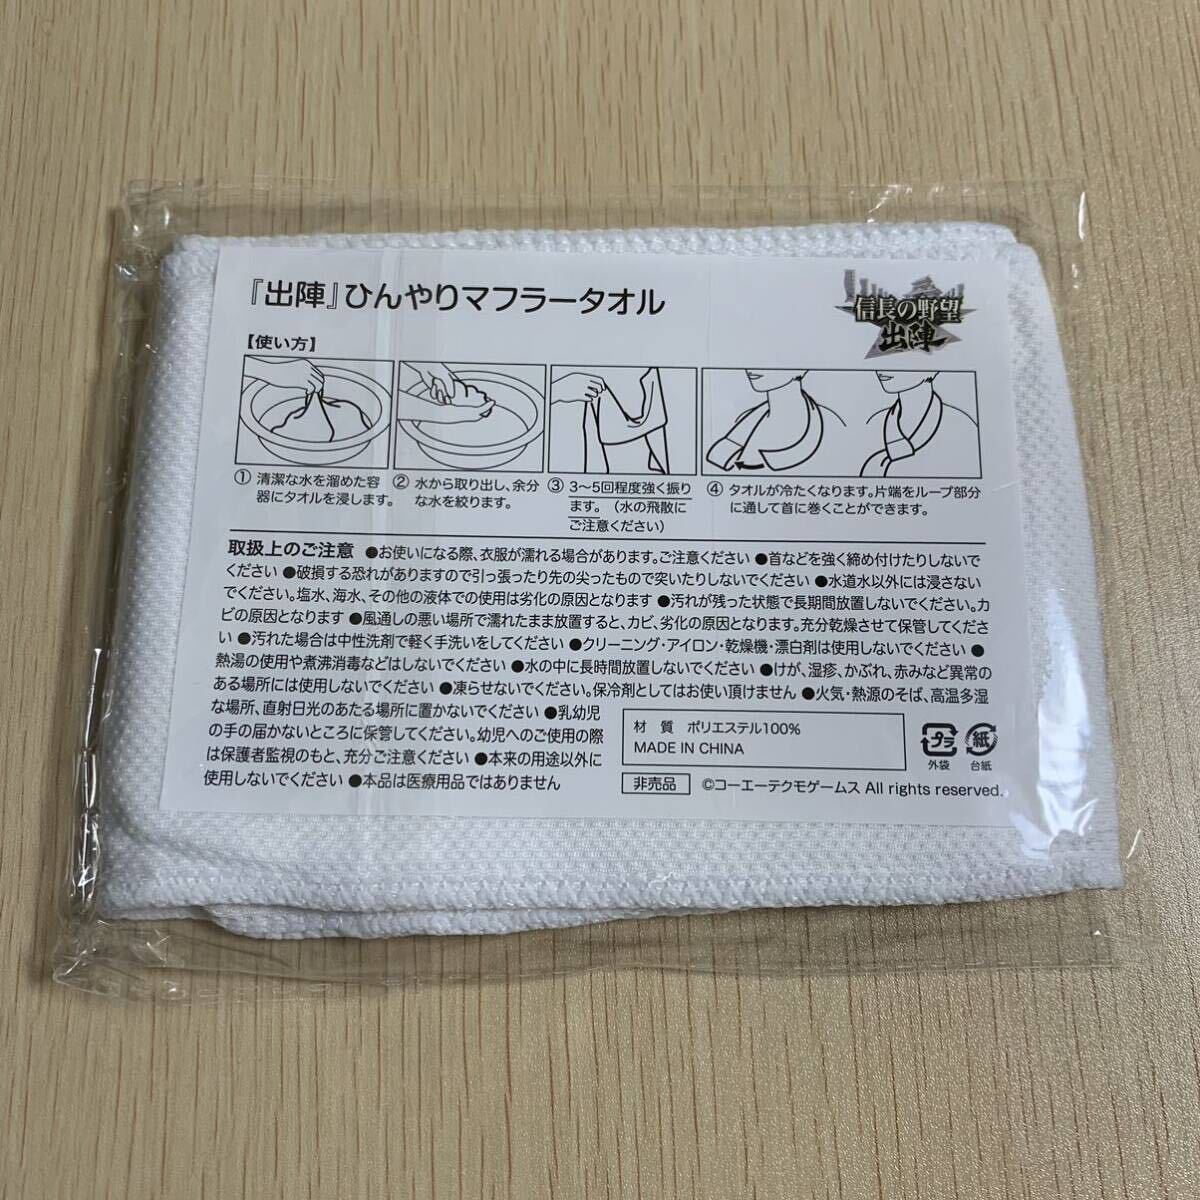 『出陣』ひんやりマフラータオル
信長の野望
出陣
【使い方】
① 清潔な水を溜めた容
器にタオルを浸します。
② 水から取り出し、余分
な水を絞ります。
③ 3〜5回程度強く振り
ます。（水の飛散に
ご注意ください）
④ タオルが冷たくなります。片端をループ部分
に通して首に巻くことができます。
取扱上のご注意 ●お使いになる際、衣服が濡れる場合があります。ご注意ください ●首などを強く締め付けたりしないで
ください ●破損する恐れがありますので引っ張ったり先の尖ったもので突いたりしないでください ●水道水以外には浸さない
でください。塩水、海水、その他の液体での使用は劣化の原因となります ●汚れが残った状態で長期間放置しないでください。カ
ビの原因となります ●風通しの悪い場所で濡れたまま放置すると、カビ、劣化の原因となります。充分乾燥させて保管してくださ
い ●汚れた場合は中性洗剤で軽く手洗いをしてください ●クリーニング・アイロン・乾燥機・漂白剤は使用しないでください ●
熱湯の使用や煮沸消毒などはしないでください ●水の中に長時間放置しないでください ●けが、湿疹、かぶれ、赤みなど異常の
ある場所には使用しないでください ●凍らせないでください。保冷剤としてはお使い頂けません ●火気・熱源のそば、高温多湿
な場所、直射日光のあたる場所に置かないでください ●乳幼児
の手の届かないところに保管してください。幼児へのご使用の際
は保護者監視のもと、充分ご注意ください ●本来の用途以外に
使用しないでください ●本品は医療用品ではありません
材 質 ポリエステル100%
MADE IN CHINA
プラ
外袋
紙
台紙
非売品
©コーエーテクモゲームス All rights reserved.